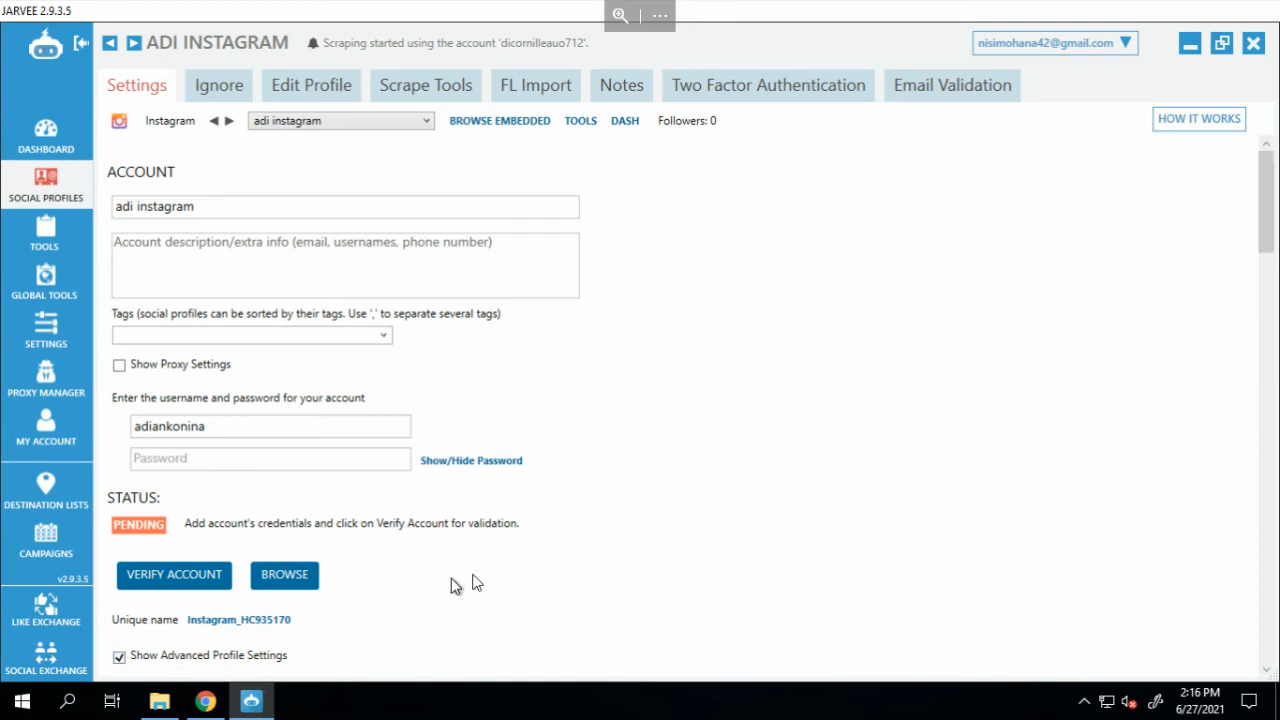 JARVEE 2.9.3.5
ADI INSTAGRAM
Scraping started using the account 'dicornilleauo712'.
nisimohana42@gmail.com
Settings
Ignore
Edit Profile
Scrape Tools
FL Import
Notes
Two Factor Authentication
Email Validation
Instagram
adi instagram
BROWSE EMBEDDED
TOOLS
DASH
Followers: 0
HOW IT WORKS
DASHBOARD
SOCIAL PROFILES
TOOLS
GLOBAL TOOLS
SETTINGS
PROXY MANAGER
MY ACCOUNT
DESTINATION LISTS
CAMPAIGNS
v2.9.3.5
LIKE EXCHANGE
SOCIAL EXCHANGE
ACCOUNT
adi instagram
Account description/extra info (email, usernames, phone number)
Tags (social profiles can be sorted by their tags. Use ',' to separate several tags)
Show Proxy Settings
Enter the username and password for your account
adiankonina
Password
Show/Hide Password
STATUS:
PENDING
Add account's credentials and click on Verify Account for validation.
VERIFY ACCOUNT
BROWSE
Unique name
Instagram_HC935170
Show Advanced Profile Settings
2:16 PM
6/27/2021